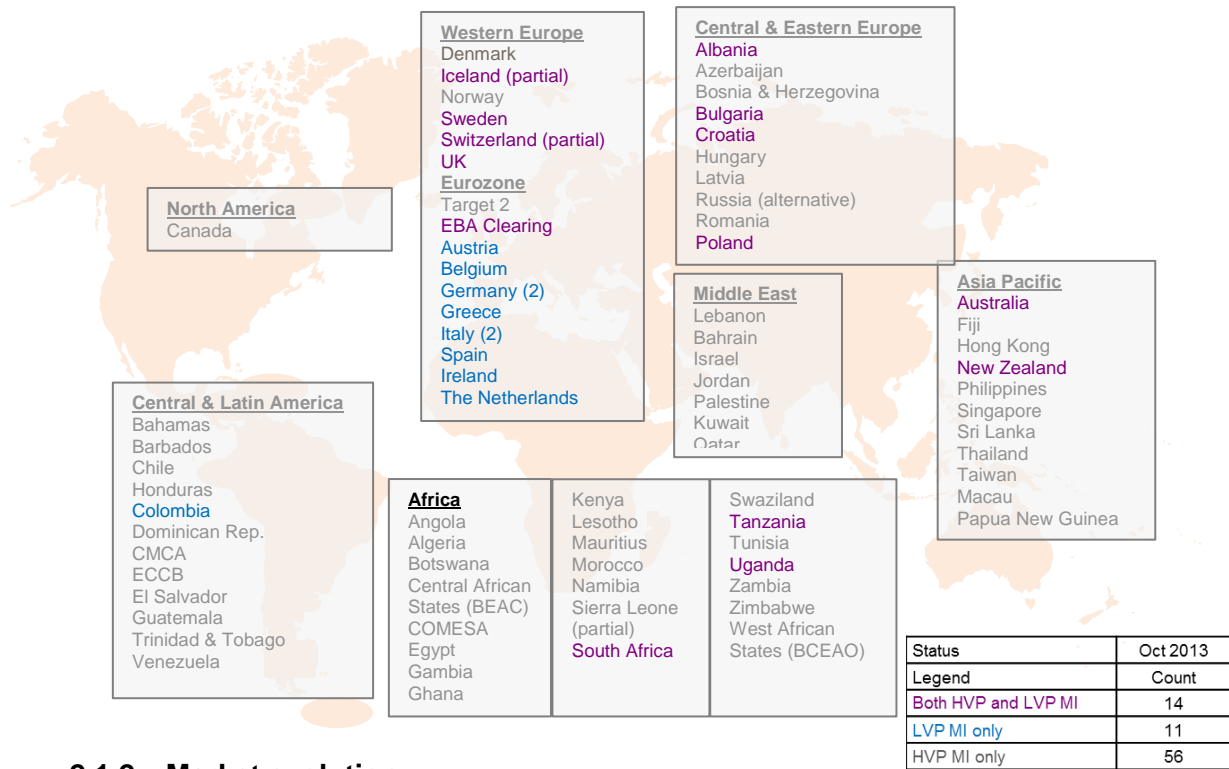 Western Europe
Denmark
Iceland (partial)
Norway
Sweden
Switzerland (partial)
UK
Eurozone
Target 2
EBA Clearing
Austria
Belgium
Germany (2)
Greece
Italy (2)
Spain
Ireland
The Netherlands
Central & Eastern Europe
Albania
Azerbaijan
Bosnia & Herzegovina
Bulgaria
Croatia
Hungary
Latvia
Russia (alternative)
Romania
Poland
North America
Canada
Middle East
Lebanon
Bahrain
Israel
Jordan
Palestine
Kuwait
Qatar
Asia Pacific
Australia
Fiji
Hong Kong
New Zealand
Philippines
Singapore
Sri Lanka
Thailand
Taiwan
Macau
Papua New Guinea
Central & Latin America
Bahamas
Barbados
Chile
Honduras
Colombia
Dominican Rep.
CMCA
ECCB
El Salvador
Guatemala
Trinidad & Tobago
Venezuela
Africa
Angola
Algeria
Botswana
Central African
States (BEAC)
COMESA
Egypt
Gambia
Ghana
Kenya
Lesotho
Mauritius
Morocco
Namibia
Sierra Leone
(partial)
South Africa
Swaziland
Tanzania
Tunisia
Uganda
Zambia
Zimbabwe
West African
States (BCEAO)
Status Oct 2013
Legend Count
Both HVP and LVP MI 14
LVP MI only 11
HVP MI only 56